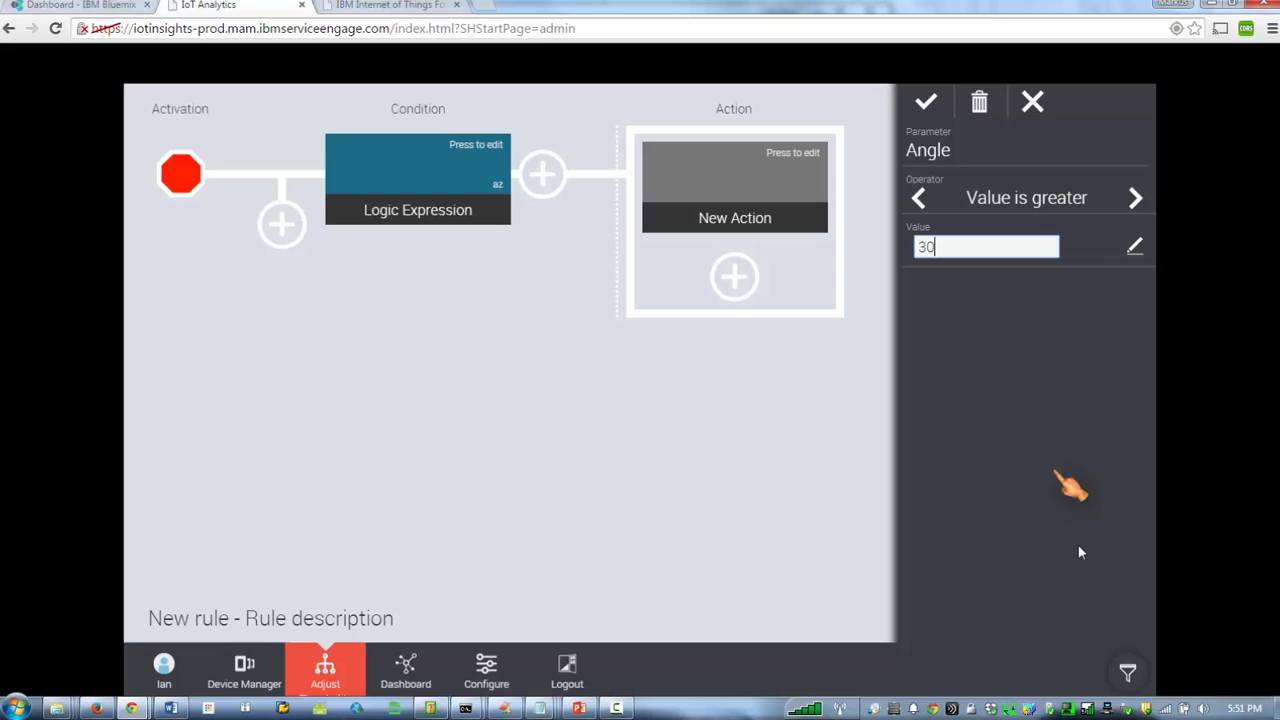 Dashboard - IBM Bluemix
IoT Analytics
IBM Internet of Things Fo
Markus
https://iotinsights-prod.mam.ibmserviceengage.com/index.html?SHStartPage=admin
CORS
Activation
Condition
Action
Press to edit
az
Logic Expression
Press to edit
New Action
Parameter
Angle
Operator
Value is greater
Value
30
New rule - Rule description
Ian
Device Manager
Adjust
Dashboard
Configure
Logout
5:51 PM